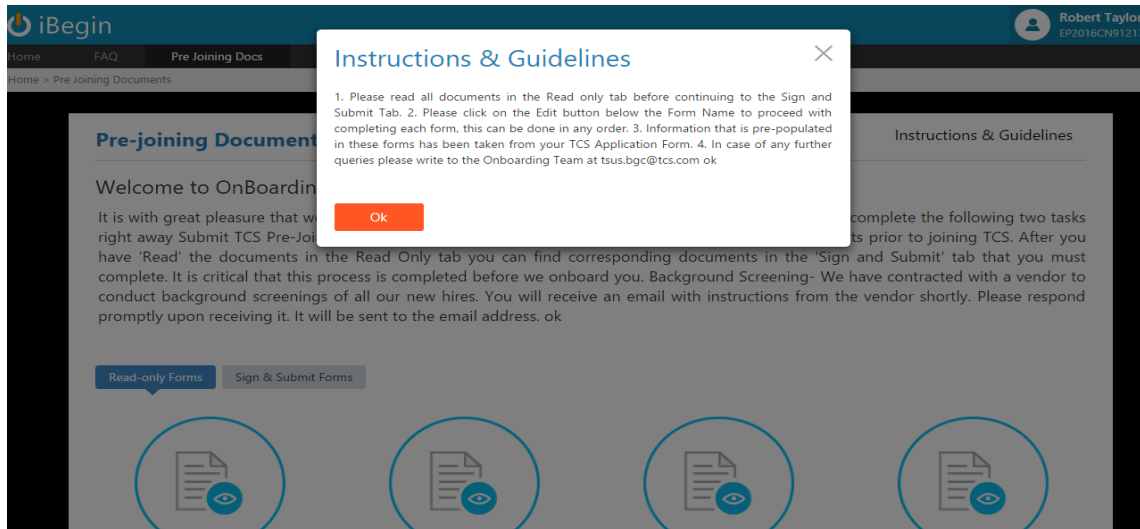 iBegin
Robert Taylor
EP2016CN9121
Home FAQ Pre Joining Docs
Home > Pre Joining Documents
Instructions & Guidelines
1. Please read all documents in the Read only tab before continuing to the Sign and
Submit Tab. 2. Please click on the Edit button below the Form Name to proceed with
completing each form, this can be done in any order. 3. Information that is pre-populated
in these forms has been taken from your TCS Application Form. 4. In case of any further
queries please write to the Onboarding Team at tsus.bgc@tcs.com ok
Ok
Pre-joining Document
Instructions & Guidelines
Welcome to OnBoardin
It is with great pleasure that w complete the following two tasks
right away Submit TCS Pre-Joi ts prior to joining TCS. After you
have 'Read' the documents in the Read Only tab you can find corresponding documents in the 'Sign and Submit' tab that you must
complete. It is critical that this process is completed before we onboard you. Background Screening- We have contracted with a vendor to
conduct background screenings of all our new hires. You will receive an email with instructions from the vendor shortly. Please respond
promptly upon receiving it. It will be sent to the email address. ok
Read-only Forms Sign & Submit Forms